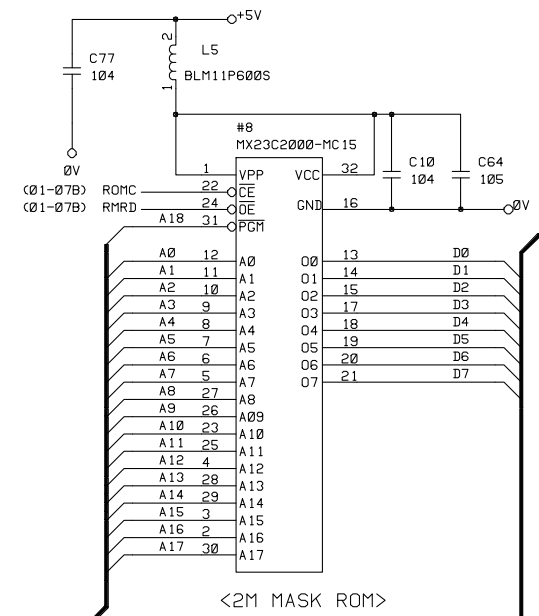 +5V
2
L5
C77
104
BLM11P600S
1
#8
MX23C2000-MC15
0V
1 VPP VCC 32
C10
104
C64
105
(01-07B) ROMC 22 CE
(01-07B) RMRD 24 OE GND 16 0V
A18 31 PGM
A0 12 A0 O0 13 D0
A1 11 A1 O1 14 D1
A2 10 A2 O2 15 D2
A3 9 A3 O3 17 D3
A4 8 A4 O4 18 D4
A5 7 A5 O5 19 D5
A6 6 A6 O6 20 D6
A7 5 A7 O7 21 D7
A8 27 A8
A9 26 A09
A10 23 A10
A11 25 A11
A12 4 A12
A13 28 A13
A14 29 A14
A15 3 A15
A16 2 A16
A17 30 A17
<2M MASK ROM>